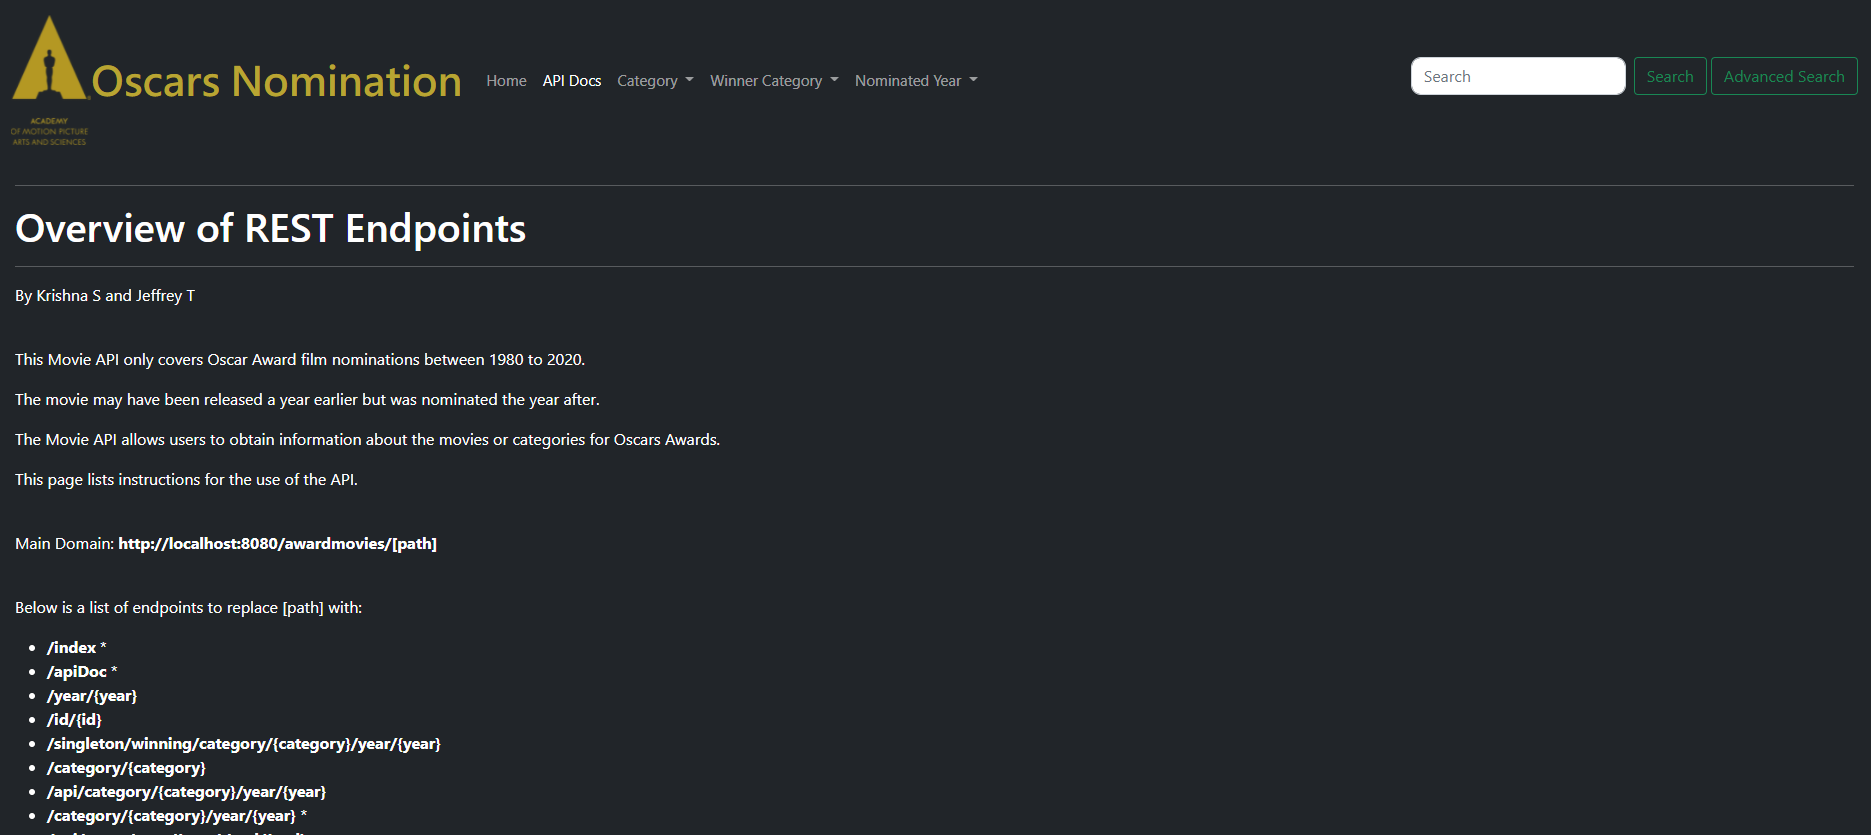 ACADEMY
OF MOTION PICTURE
ARTS AND SCIENCES
Oscars Nomination
Home
API Docs
Category
Winner Category
Nominated Year
Search
Search
Advanced Search
Overview of REST Endpoints
By Krishna S and Jeffrey T
This Movie API only covers Oscar Award film nominations between 1980 to 2020.
The movie may have been released a year earlier but was nominated the year after.
The Movie API allows users to obtain information about the movies or categories for Oscars Awards.
This page lists instructions for the use of the API.
Main Domain: http://localhost:8080/awardmovies/[path]
Below is a list of endpoints to replace [path] with:
• /index *
• /apiDoc *
• /year/{year}
• /id/{id}
• /singleton/winning/category/{category}/year/{year}
• /category/{category}
• /api/category/{category}/year/{year}
• /category/{category}/year/{year} *